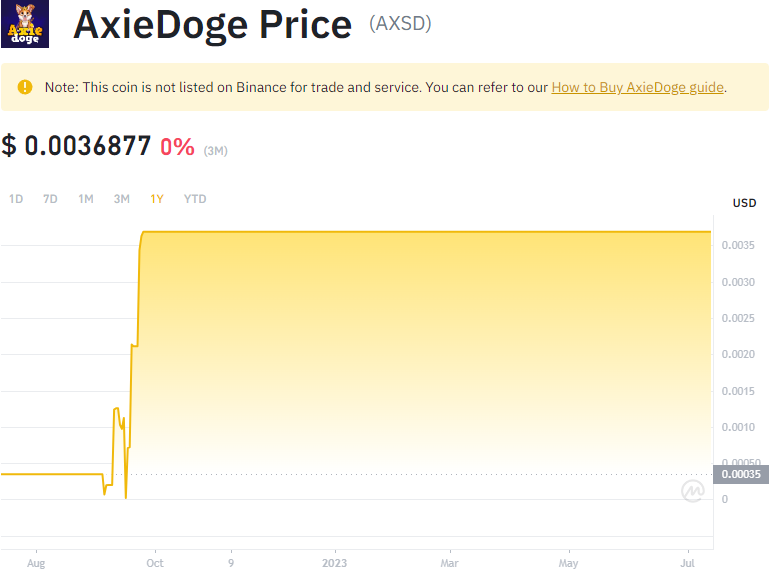 Axie
doge
AxieDoge Price (AXSD)
Note: This coin is not listed on Binance for trade and service. You can refer to our How to Buy AxieDoge guide.
$ 0.0036877 0% (3M)
1D 7D 1M 3M 1Y YTD
USD
0.0035
0.0030
0.0025
0.0020
0.0015
0.0010
0.00050
0.00035
0
Aug Oct 9 2023 Mar May Jul